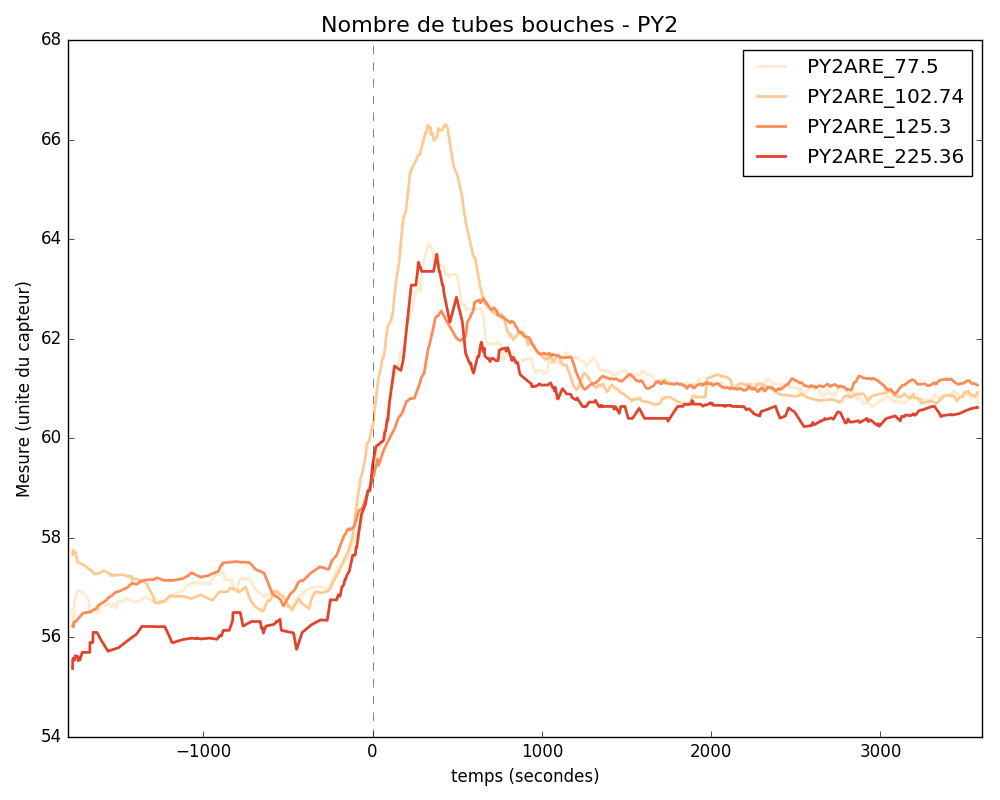 Nombre de tubes bouches - PY2
68
66
64
62
60
58
56
54
Mesure (unite du capteur)
PY2ARE_77.5
PY2ARE_102.74
PY2ARE_125.3
PY2ARE_225.36
−1000
0
1000
2000
3000
temps (secondes)